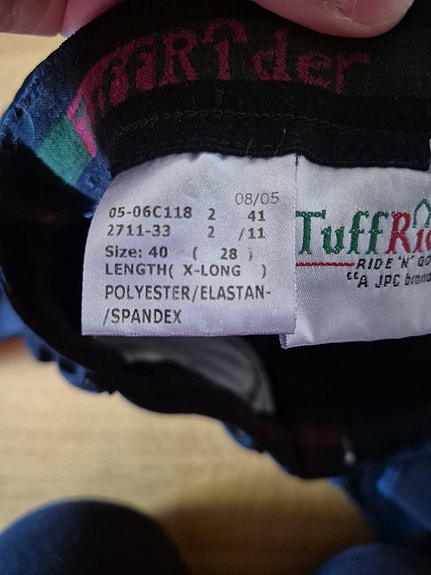 TuffRider
08/05
05-06C118 2 41
2711-33 2 /11
Size: 40 ( 28 )
LENGTH( X-LONG )
POLYESTER/ELASTAN-
/SPANDEX
TuffRi
RIDE 'N' GO
"A JPC brand